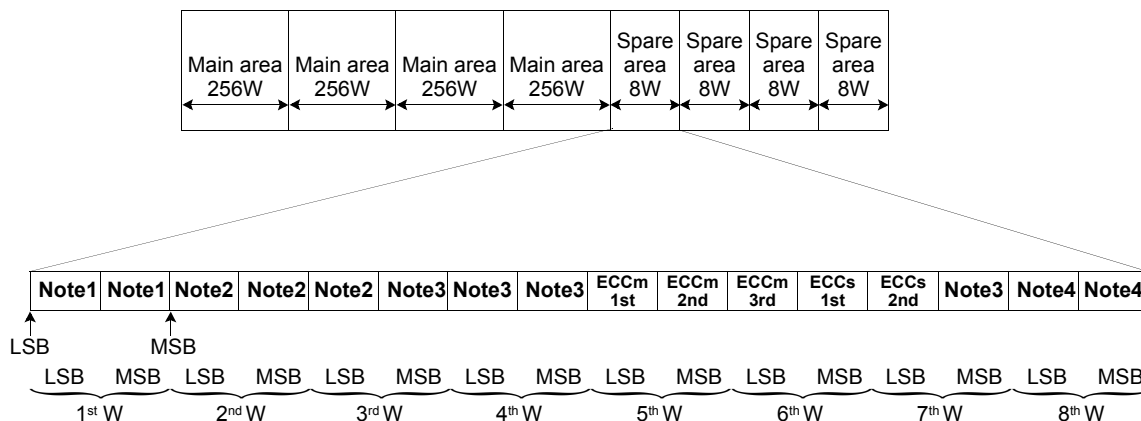 Main area
256W
Main area
256W
Main area
256W
Main area
256W
Spare
area
8W
Spare
area
8W
Spare
area
8W
Spare
area
8W
Note1 Note1 Note2 Note2 Note2 Note3 Note3 Note3 ECCm 1st ECCm 2nd ECCm 3rd ECCs 1st ECCs 2nd Note3 Note4 Note4
LSB MSB
LSB MSB LSB MSB LSB MSB LSB MSB LSB MSB LSB MSB LSB MSB LSB MSB
1st W 2nd W 3rd W 4th W 5th W 6th W 7th W 8th W